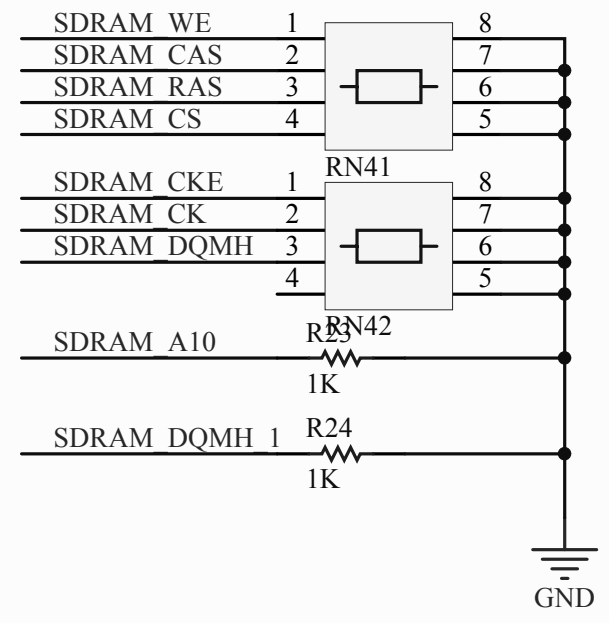 SDRAM_WE 1 8
SDRAM_CAS 2 7
SDRAM_RAS 3 6
SDRAM_CS 4 5
RN41
SDRAM_CKE 1 8
SDRAM_CK 2 7
SDRAM_DQMH 3 6
4 5
RN42
SDRAM_A10 R23
1K
SDRAM_DQMH_1 R24
1K
GND